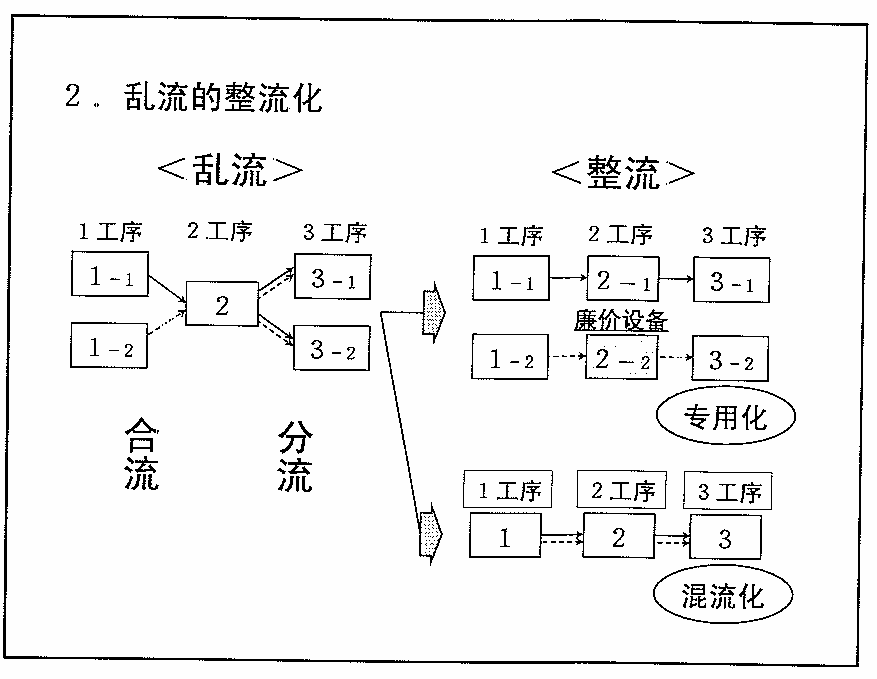 2. 乱流的整流化
<乱流>
1工序 2工序 3工序
1-1
2
3-1
1-2
3-2
合流
分流
<整流>
1工序 2工序 3工序
1-1 2-1 3-1
廉价设备
1-2 2-2 3-2
专用化
1工序 2工序 3工序
1 2 3
混流化